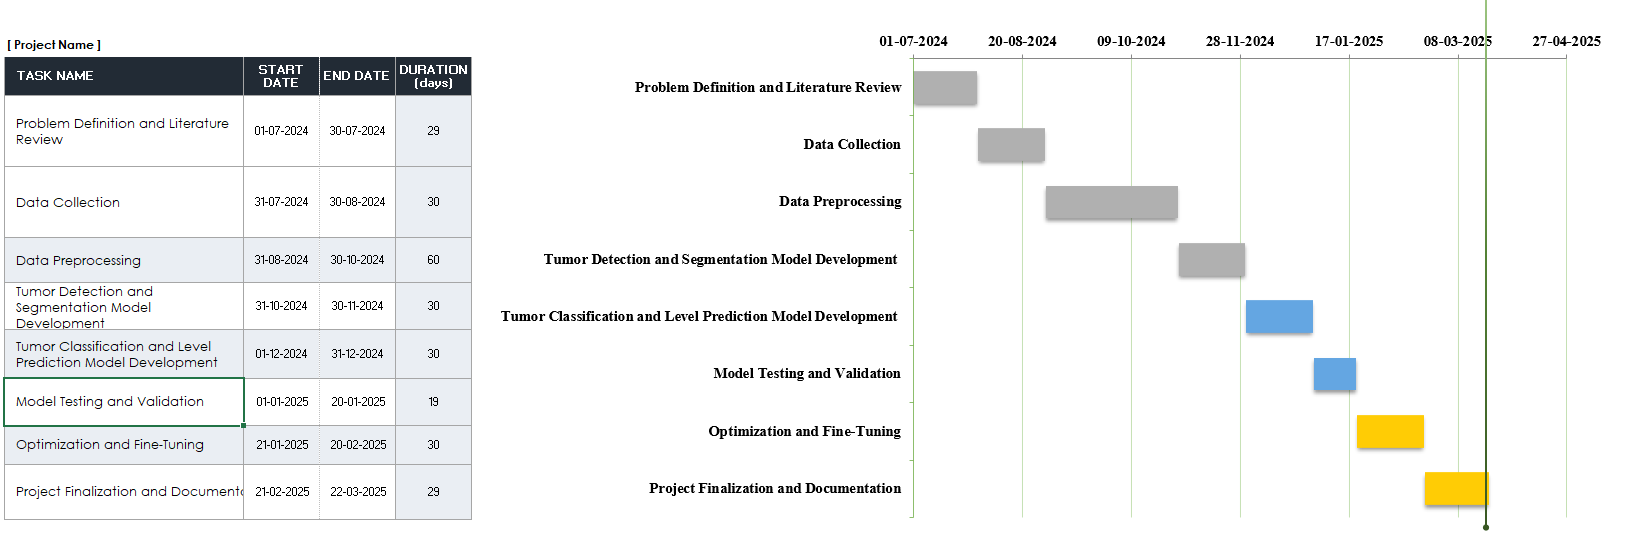 [ Project Name ]
TASK NAME
START
DATE
END DATE
DURATION
(days)
Problem Definition and Literature
Review
01-07-2024
30-07-2024
29
Data Collection
31-07-2024
30-08-2024
30
Data Preprocessing
31-08-2024
30-10-2024
60
Tumor Detection and
Segmentation Model
Development
31-10-2024
30-11-2024
30
Tumor Classification and Level
Prediction Model Development
01-12-2024
31-12-2024
30
Model Testing and Validation
01-01-2025
20-01-2025
19
Optimization and Fine-Tuning
21-01-2025
20-02-2025
30
Project Finalization and Documenta
21-02-2025
22-03-2025
29
01-07-2024
20-08-2024
09-10-2024
28-11-2024
17-01-2025
08-03-2025
27-04-2025
Problem Definition and Literature Review
Data Collection
Data Preprocessing
Tumor Detection and Segmentation Model Development
Tumor Classification and Level Prediction Model Development
Model Testing and Validation
Optimization and Fine-Tuning
Project Finalization and Documentation